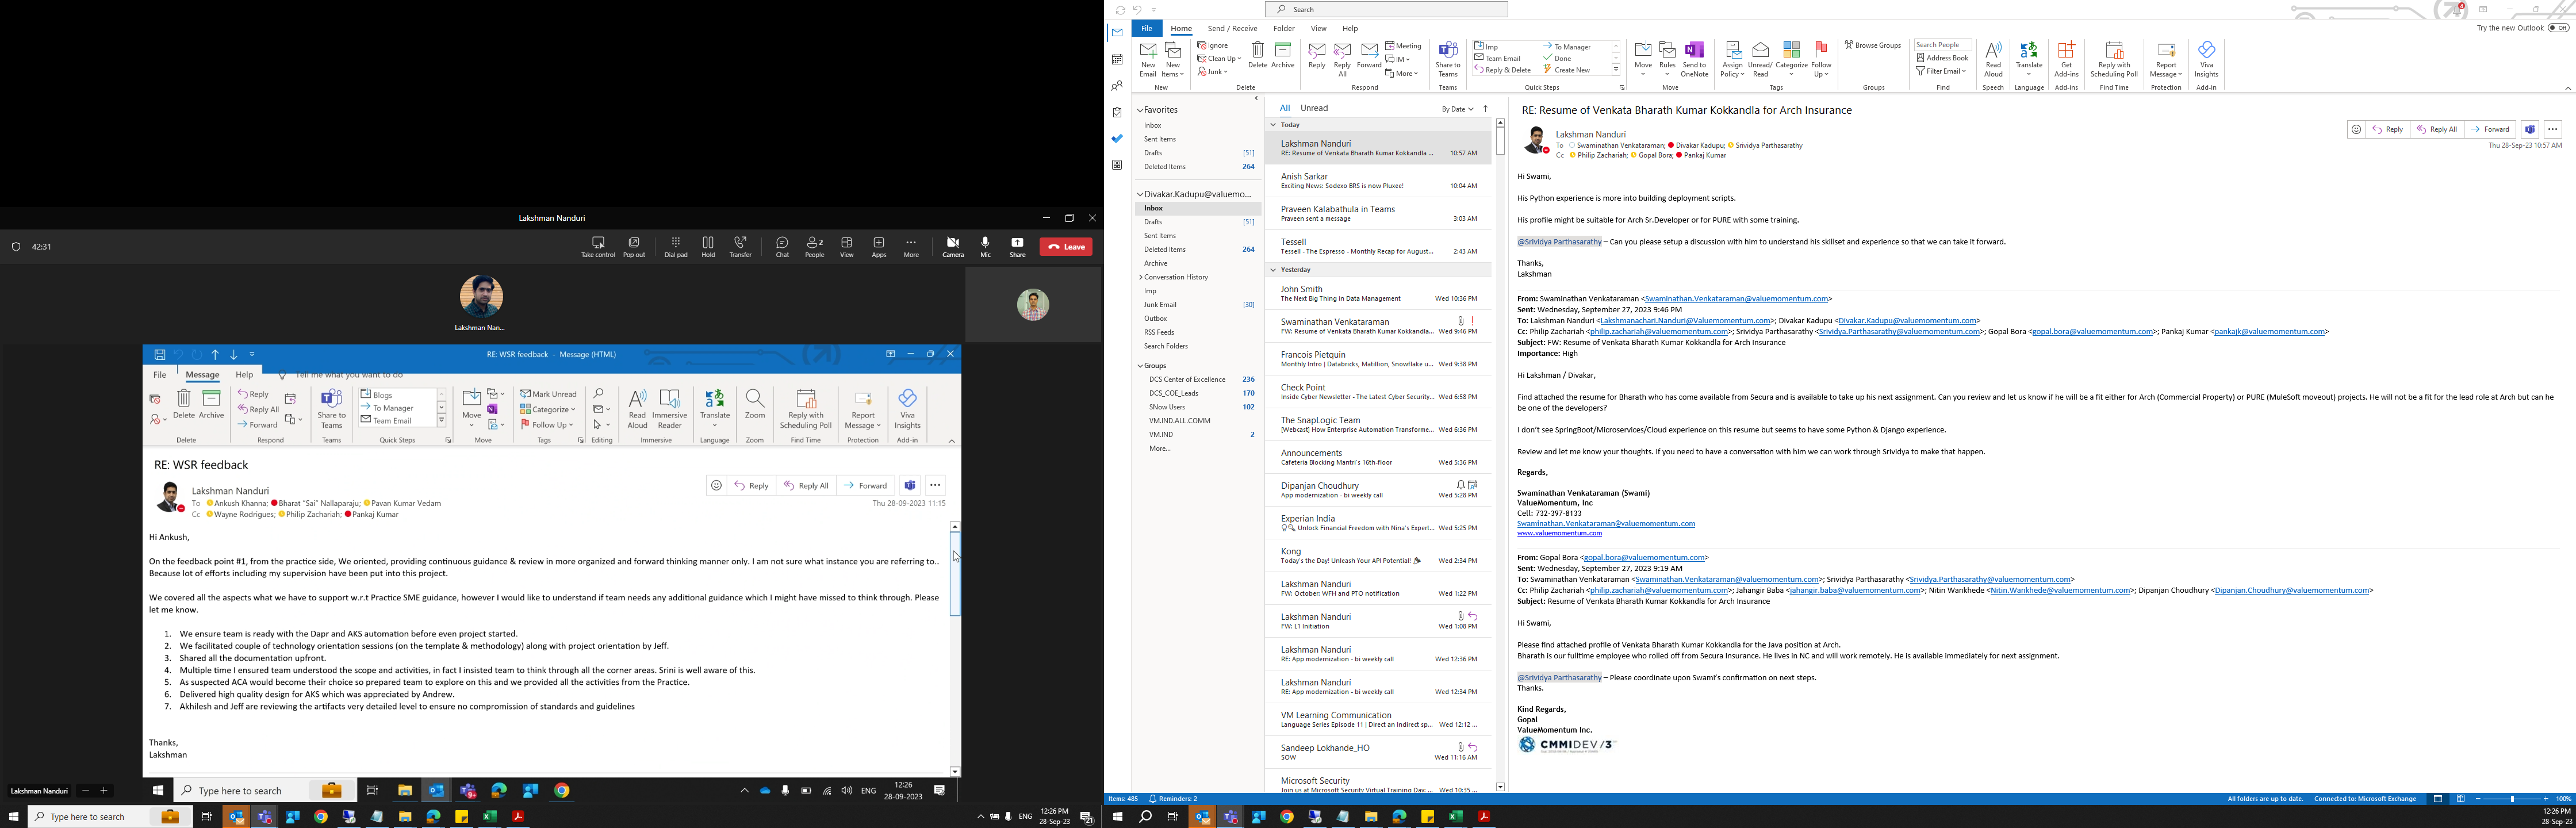 Lakshman Nanduri
42:31
Take control
Pop out
Dial pad
Hold
Transfer
Chat
2
People
View
Apps
More
Camera
Mic
Share
Leave
Lakshman Nan...
RE: WSR feedback - Message (HTML)
File Message Help Tell me what you want to do
Delete Archive
Reply
Reply All
Forward
Share to Teams
Blogs
To Manager
Team Email
Move
Mark Unread
Categorize
Follow Up
Read Aloud
Immersive Reader
Translate
Zoom
Reply with Scheduling Poll
Report Message
Viva Insights
Delete Respond Teams Quick Steps Move Tags Editing Immersive Language Zoom Find Time Protection Add-in
RE: WSR feedback
Lakshman Nanduri
To Ankush Khanna; Bharat "Sai" Nallaparaju; Pavan Kumar Vedam
Cc Wayne Rodrigues; Philip Zachariah; Pankaj Kumar
Reply Reply All Forward
Thu 28-09-2023 11:15
Hi Ankush,
On the feedback point #1, from the practice side, We oriented, providing continuous guidance & review in more organized and forward thinking manner only. I am not sure what instance you are referring to..
Because lot of efforts including my supervision have been put into this project.
We covered all the aspects what we have to support w.r.t Practice SME guidance, however I would like to understand if team needs any additional guidance which I might have missed to think through. Please
let me know.
1. We ensure team is ready with the Dapr and AKS automation before even project started.
2. We facilitated couple of technology orientation sessions (on the template & methodology) along with project orientation by Jeff.
3. Shared all the documentation upfront.
4. Multiple time I ensured team understood the scope and activities, in fact I insisted team to think through all the corner areas. Srini is well aware of this.
5. As suspected ACA would become their choice so prepared team to explore on this and we provided all the activities from the Practice.
6. Delivered high quality design for AKS which was appreciated by Andrew.
7. Akhilesh and Jeff are reviewing the artifacts very detailed level to ensure no compromission of standards and guidelines
Thanks,
Lakshman
Lakshman Nanduri
Type here to search
ENG
12:26
28-09-2023
Type here to search
ENG
12:26 PM
28-Sep-23
Search
Try the new Outlook Off
File Home Send / Receive Folder View Help
New Email
New Items
Ignore
Clean Up
Junk
Delete Archive
Reply
Reply All
Forward
Meeting
IM
More
Share to Teams
Imp
Team Email
Reply & Delete
To Manager
Done
Create New
Move
Rules
Send to OneNote
Assign Policy
Unread/ Read
Categorize
Follow Up
Browse Groups
Search People
Address Book
Filter Email
Read Aloud
Translate
Get Add-ins
Reply with Scheduling Poll
Report Message
Viva Insights
New Delete Respond Teams Quick Steps Move Tags Groups Find Speech Language Add-ins Find Time Protection Add-in
Favorites
Inbox
Sent Items
Drafts [51]
Deleted Items 264
Divakar.Kadupu@valuemo...
Inbox
Drafts [51]
Sent Items
Deleted Items 264
Archive
Conversation History
Imp
Junk Email [30]
Outbox
RSS Feeds
Search Folders
Groups
DCS Center of Excellence 236
DCS_COE_Leads 170
SNow Users 102
VM.IND.ALL.COMM
VM.IND 2
More...
All Unread
By Date
Today
Lakshman Nanduri
RE: Resume of Venkata Bharath Kumar Kokkandla ... 10:57 AM
Anish Sarkar
Exciting News: Sodexo BRS is now Pluxee! 10:04 AM
Praveen Kalabathula in Teams
Praveen sent a message 3:03 AM
Tessell
Tessell - The Espresso - Monthly Recap for August... 2:43 AM
Yesterday
John Smith
The Next Big Thing in Data Management Wed 10:36 PM
Swaminathan Venkataraman
FW: Resume of Venkata Bharath Kumar Kokkandla... Wed 9:46 PM
Francois Pietquin
Monthly Intro | Databricks, Matillion, Snowflake u... Wed 9:38 PM
Check Point
Inside Cyber Newsletter - The Latest Cyber Security... Wed 6:58 PM
The SnapLogic Team
[Webcast] How Enterprise Automation Transforme... Wed 6:36 PM
Announcements
Cafeteria Blocking Mantri's 16th-floor Wed 5:36 PM
Dipanjan Choudhury
App modernization - bi weekly call Wed 5:28 PM
Experian India
Unlock Financial Freedom with Nina's Expert... Wed 5:25 PM
Kong
Today's the Day! Unleash Your API Potential! Wed 2:34 PM
Lakshman Nanduri
FW: October: WFH and PTO notification Wed 1:22 PM
Lakshman Nanduri
FW: L1 Initiation Wed 1:08 PM
Lakshman Nanduri
RE: App modernization - bi weekly call Wed 12:36 PM
Lakshman Nanduri
RE: App modernization - bi weekly call Wed 12:34 PM
VM Learning Communication
Language Series Episode 11 | Direct an Indirect sp... Wed 12:12 ...
Sandeep Lokhande_HO
SOW Wed 11:16 AM
Microsoft Security
Join us at Microsoft Security Virtual Training Day: ... Wed 10:35 ...
RE: Resume of Venkata Bharath Kumar Kokkandla for Arch Insurance
Lakshman Nanduri
To Swaminathan Venkataraman; Divakar Kadupu; Srividya Parthasarathy
Cc Philip Zachariah; Gopal Bora; Pankaj Kumar
Reply Reply All Forward
Thu 28-Sep-23 10:57 AM
Hi Swami,
His Python experience is more into building deployment scripts.
His profile might be suitable for Arch Sr.Developer or for PURE with some training.
@Srividya Parthasarathy – Can you please setup a discussion with him to understand his skillset and experience so that we can take it forward.
Thanks,
Lakshman
From: Swaminathan Venkataraman <Swaminathan.Venkataraman@valuemomentum.com>
Sent: Wednesday, September 27, 2023 9:46 PM
To: Lakshman Nanduri <Lakshmanachari.Nanduri@Valuemomentum.com>; Divakar Kadupu <Divakar.Kadupu@valuemomentum.com>
Cc: Philip Zachariah <philip.zachariah@valuemomentum.com>; Srividya Parthasarathy <Srividya.Parthasarathy@valuemomentum.com>; Gopal Bora <gopal.bora@valuemomentum.com>; Pankaj Kumar <pankajk@valuemomentum.com>
Subject: FW: Resume of Venkata Bharath Kumar Kokkandla for Arch Insurance
Importance: High
Hi Lakshman / Divakar,
Find attached the resume for Bharath who has come available from Secura and is available to take up his next assignment. Can you review and let us know if he will be a fit either for Arch (Commercial Property) or PURE (MuleSoft moveout) projects. He will not be a fit for the lead role at Arch but can he
be one of the developers?
I don't see SpringBoot/Microservices/Cloud experience on this resume but seems to have some Python & Django experience.
Review and let me know your thoughts. If you need to have a conversation with him we can work through Srividya to make that happen.
Regards,
Swaminathan Venkataraman (Swami)
ValueMomentum, Inc
Cell: 732-397-8133
Swaminathan.Venkataraman@valuemomentum.com
www.valuemomentum.com
From: Gopal Bora <gopal.bora@valuemomentum.com>
Sent: Wednesday, September 27, 2023 9:19 AM
To: Swaminathan Venkataraman <Swaminathan.Venkataraman@valuemomentum.com>; Srividya Parthasarathy <Srividya.Parthasarathy@valuemomentum.com>
Cc: Philip Zachariah <philip.zachariah@valuemomentum.com>; Jahangir Baba <jahangir.baba@valuemomentum.com>; Nitin Wankhede <Nitin.Wankhede@valuemomentum.com>; Dipanjan Choudhury <Dipanjan.Choudhury@valuemomentum.com>
Subject: Resume of Venkata Bharath Kumar Kokkandla for Arch Insurance
Hi Swami,
Please find attached profile of Venkata Bharath Kumar Kokkandla for the Java position at Arch.
Bharath is our fulltime employee who rolled off from Secura Insurance. He lives in NC and will work remotely. He is available immediately for next assignment.
@Srividya Parthasarathy – Please coordinate upon Swami's confirmation on next steps.
Thanks.
Kind Regards,
Gopal
ValueMomentum Inc.
CMMIDEV/3
Items: 485 Reminders: 2
All folders are up to date. Connected to: Microsoft Exchange
100%
12:26 PM
28-Sep-23